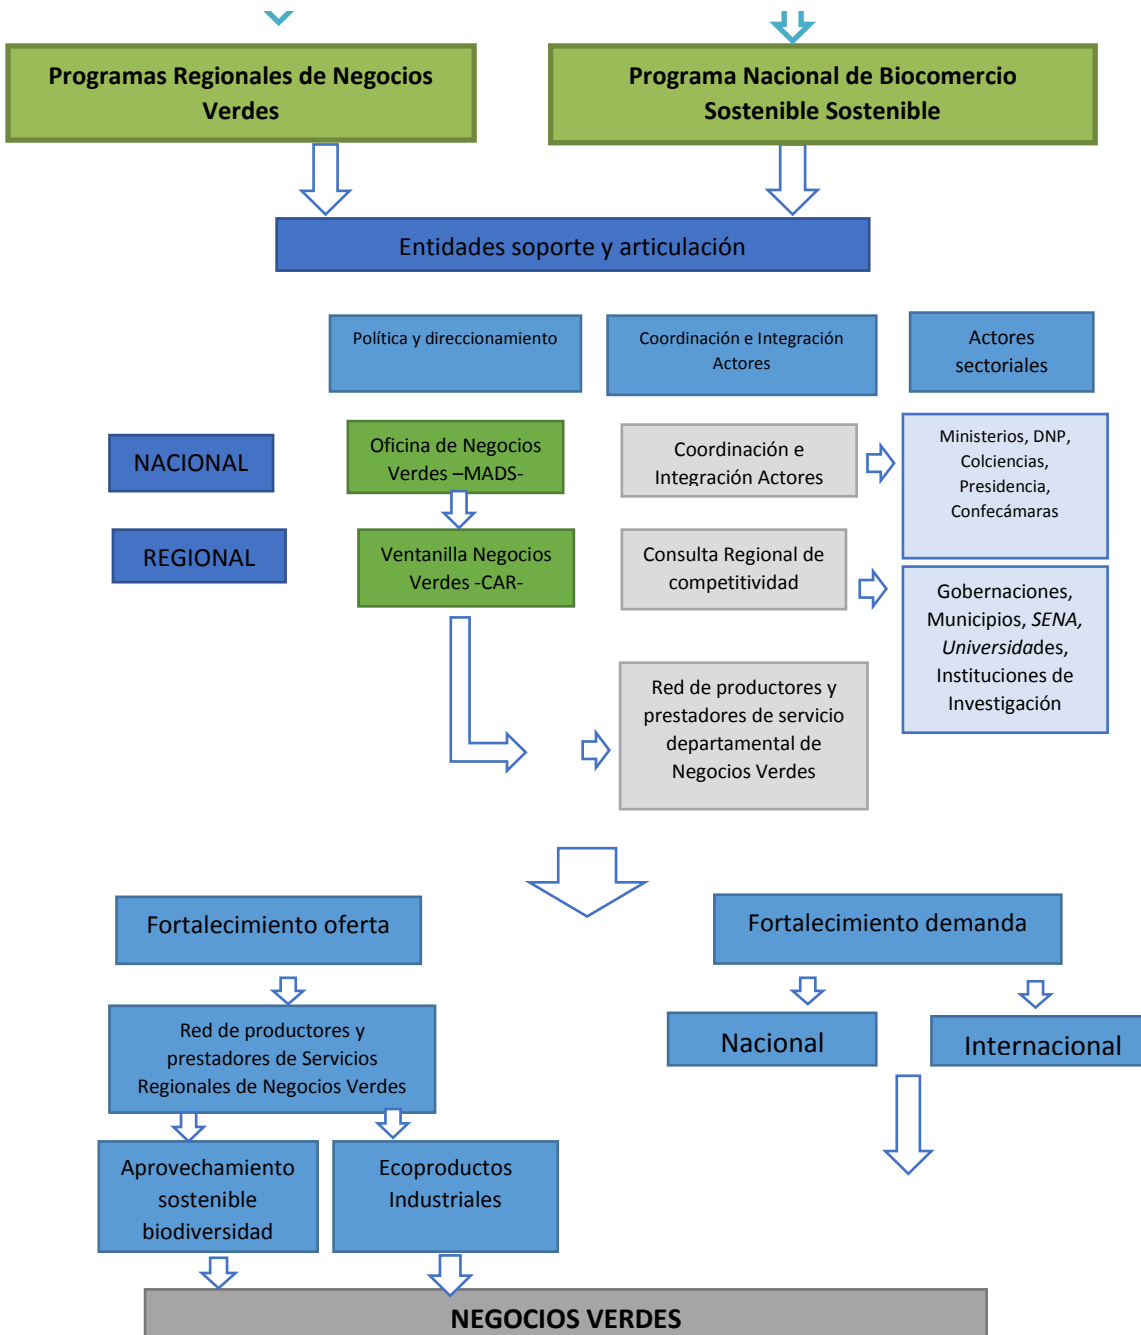 Programas Regionales de Negocios
Verdes
Programa Nacional de Biocomercio
Sostenible Sostenible
Entidades soporte y articulación
Política y direccionamiento
Coordinación e Integración
Actores
Actores
sectoriales
NACIONAL
Oficina de Negocios
Verdes –MADS-
Coordinación e
Integración Actores
Ministerios, DNP,
Colciencias,
Presidencia,
Confecámaras
REGIONAL
Ventanilla Negocios
Verdes -CAR-
Consulta Regional de
competitividad
Gobernaciones,
Municipios, SENA,
Universidades,
Instituciones de
Investigación
Red de productores y
prestadores de servicio
departamental de
Negocios Verdes
Fortalecimiento oferta
Fortalecimiento demanda
Red de productores y
prestadores de Servicios
Regionales de Negocios Verdes
Nacional
Internacional
Aprovechamiento
sostenible
biodiversidad
Ecoproductos
Industriales
NEGOCIOS VERDES